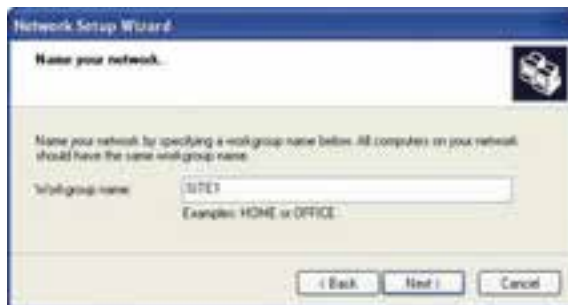 Network Setup Wizard
Name your network.
Name your network by specifying a workgroup name below. All computers on your network
should have the same workgroup name.
Workgroup name:
SITE1
Examples: HOME or OFFICE
< Back
Next >
Cancel